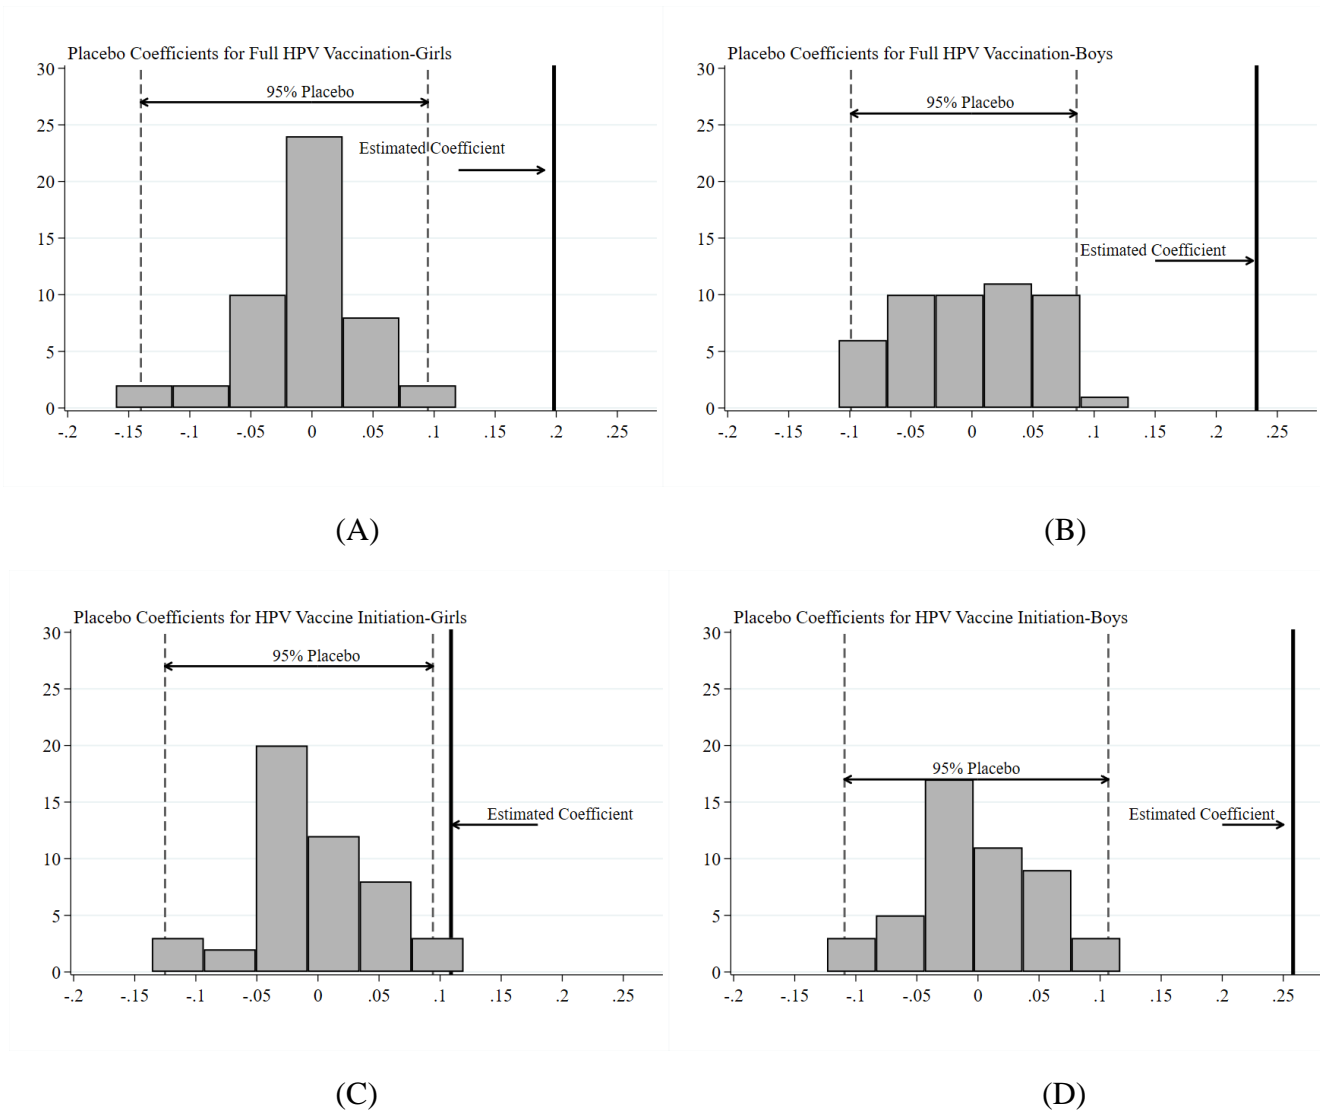 Placebo Coefficients for Full HPV Vaccination-Girls
30
25
20
15
10
5
0
95% Placebo
Estimated Coefficient
-.2 -.15 -.1 -.05 0 .05 .1 .15 .2 .25
(A)
Placebo Coefficients for Full HPV Vaccination-Boys
30
25
20
15
10
5
0
95% Placebo
Estimated Coefficient
-.2 -.15 -.1 -.05 0 .05 .1 .15 .2 .25
(B)
Placebo Coefficients for HPV Vaccine Initiation-Girls
30
25
20
15
10
5
0
95% Placebo
Estimated Coefficient
-.2 -.15 -.1 -.05 0 .05 .1 .15 .2 .25
(C)
Placebo Coefficients for HPV Vaccine Initiation-Boys
30
25
20
15
10
5
0
95% Placebo
Estimated Coefficient
-.2 -.15 -.1 -.05 0 .05 .1 .15 .2 .25
(D)